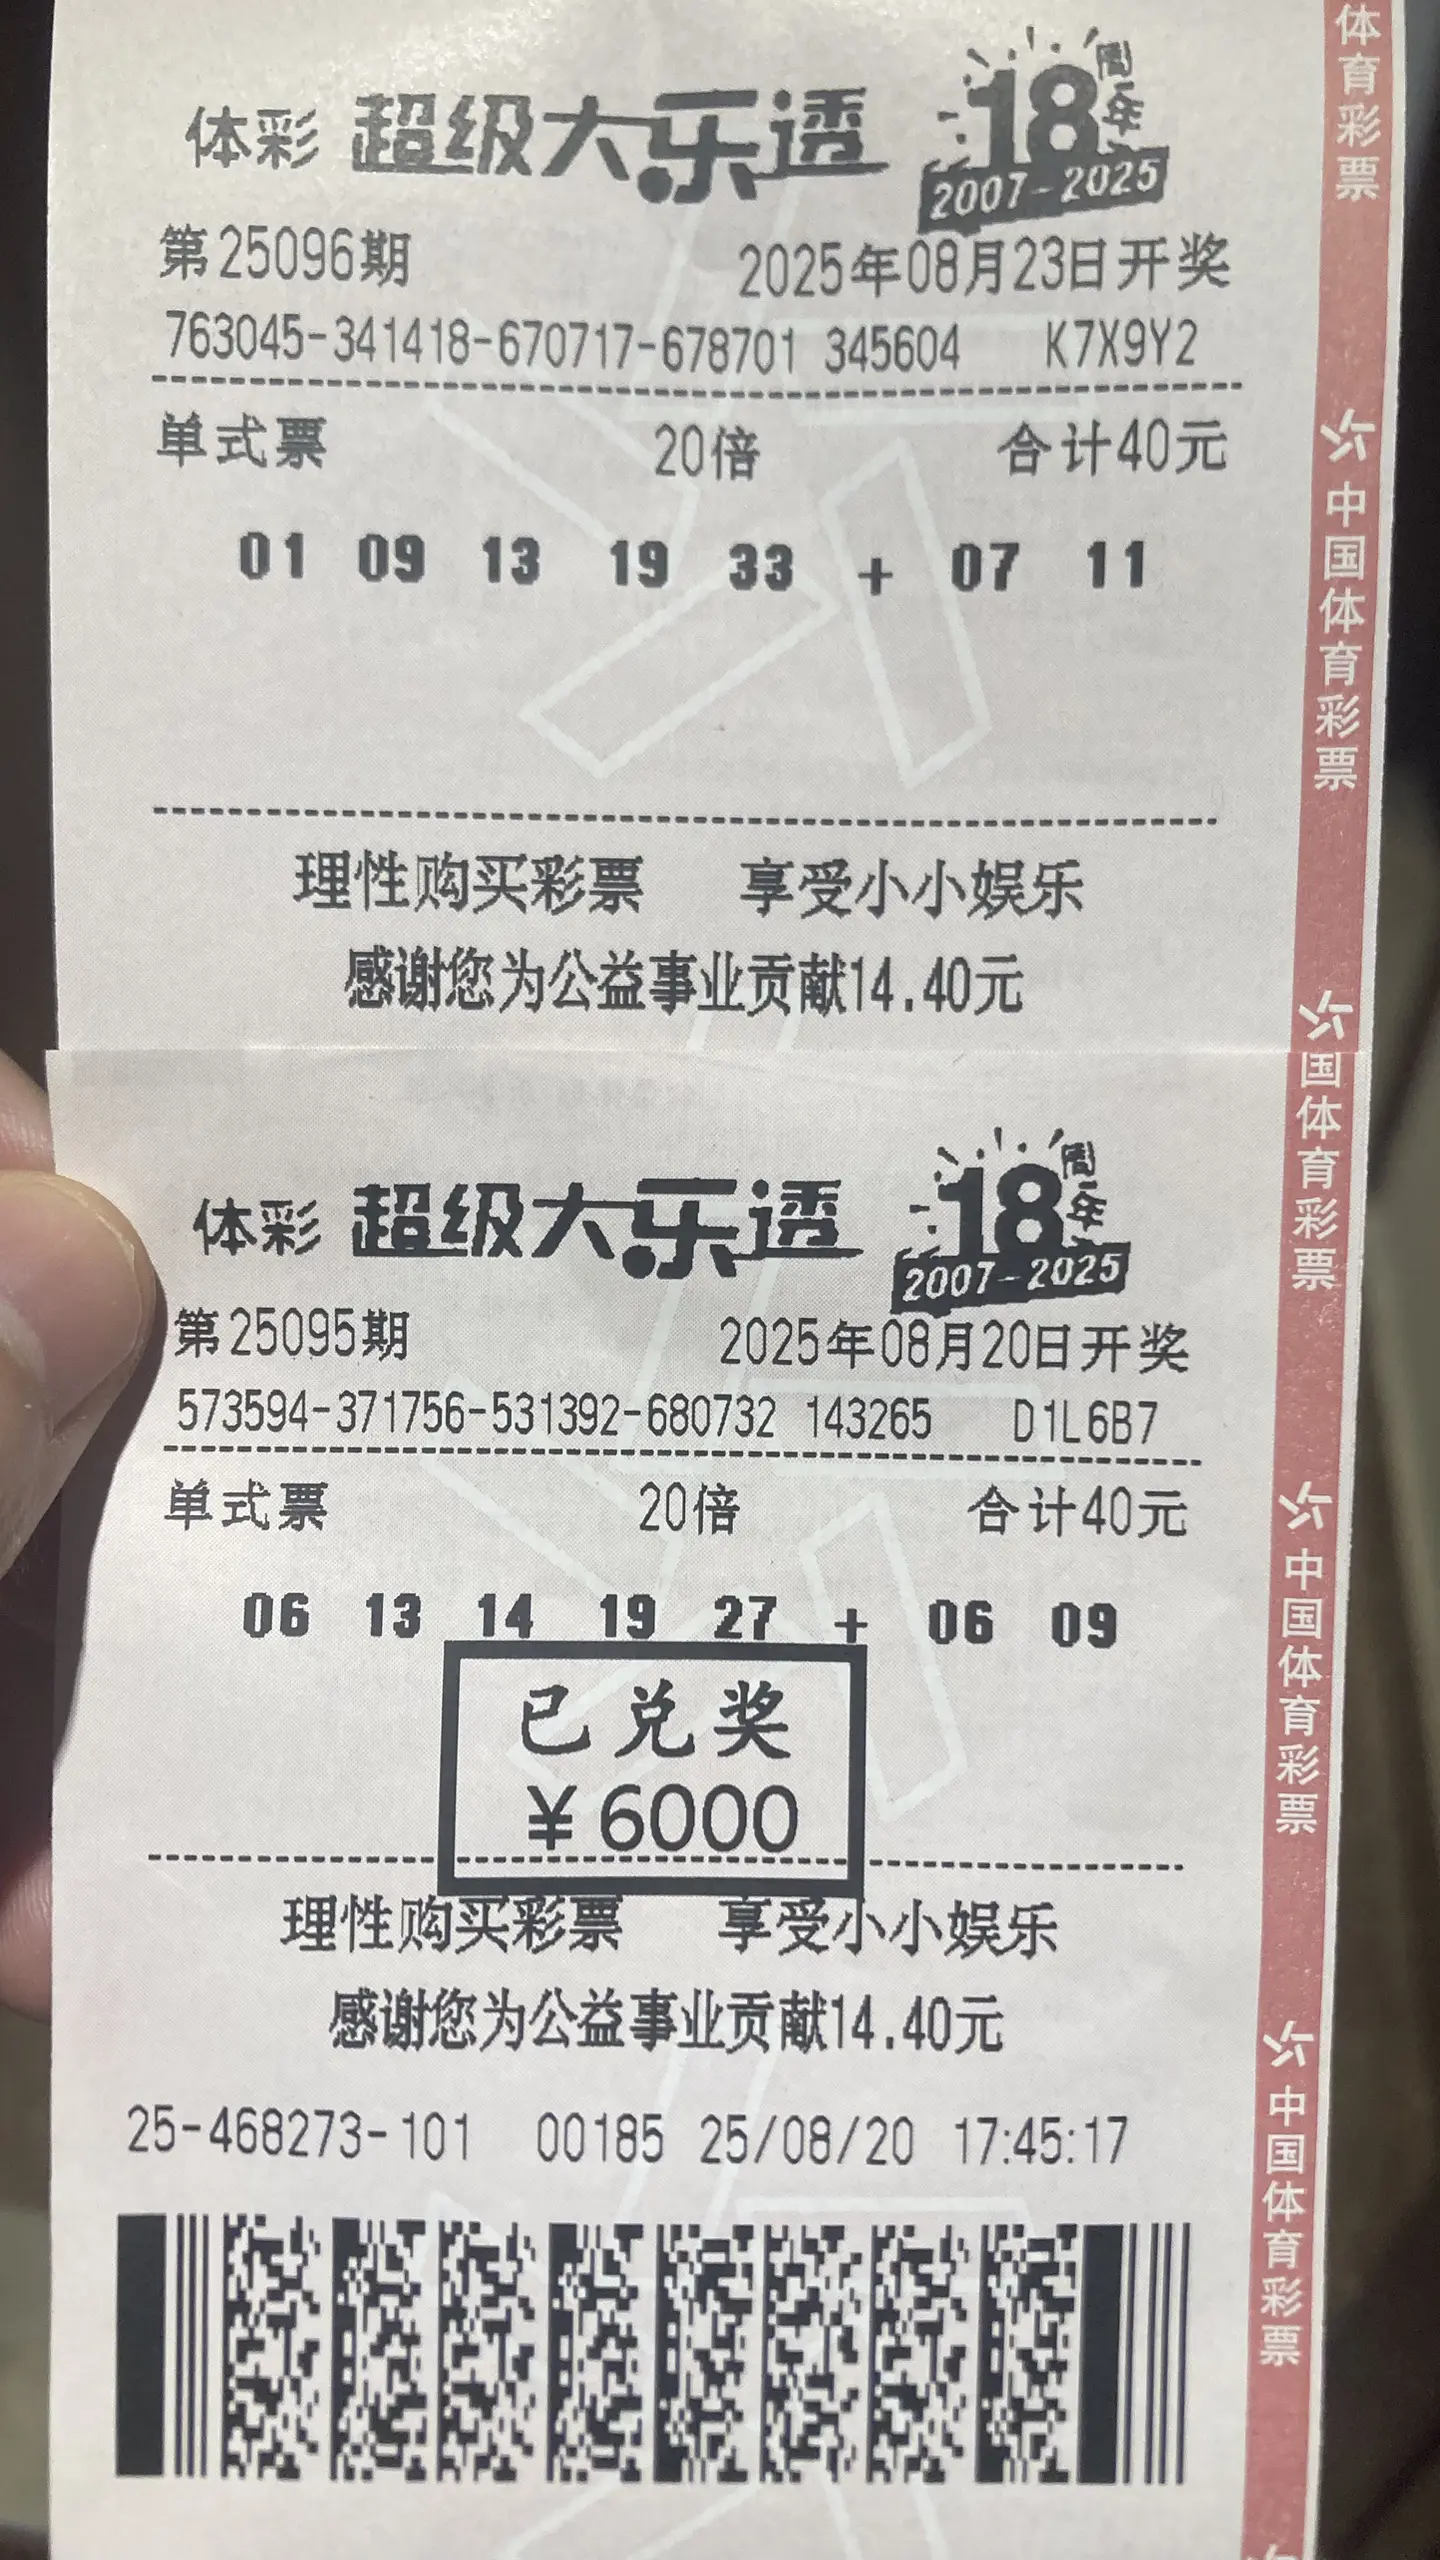 体彩 超级大乐透 18周年
2007-2025
第25096期 2025年08月23日开奖
763045-341418-670717-678701 345604 K7X9Y2
单式票 20倍 合计40元
01 09 13 19 33 + 07 11
理性购买彩票 享受小小娱乐
感谢您为公益事业贡献14.40元
体彩 超级大乐透 18周年
2007-2025
第25095期 2025年08月20日开奖
573594-371756-531392-680732 143265 D1L6B7
单式票 20倍 合计40元
06 13 14 19 27 + 06 09
已兑奖
¥6000
理性购买彩票 享受小小娱乐
感谢您为公益事业贡献14.40元
25-468273-101 00185 25/08/20 17:45:17
体育彩票
中国体育彩票
国体育彩票
中国体育彩票
中国体育彩票